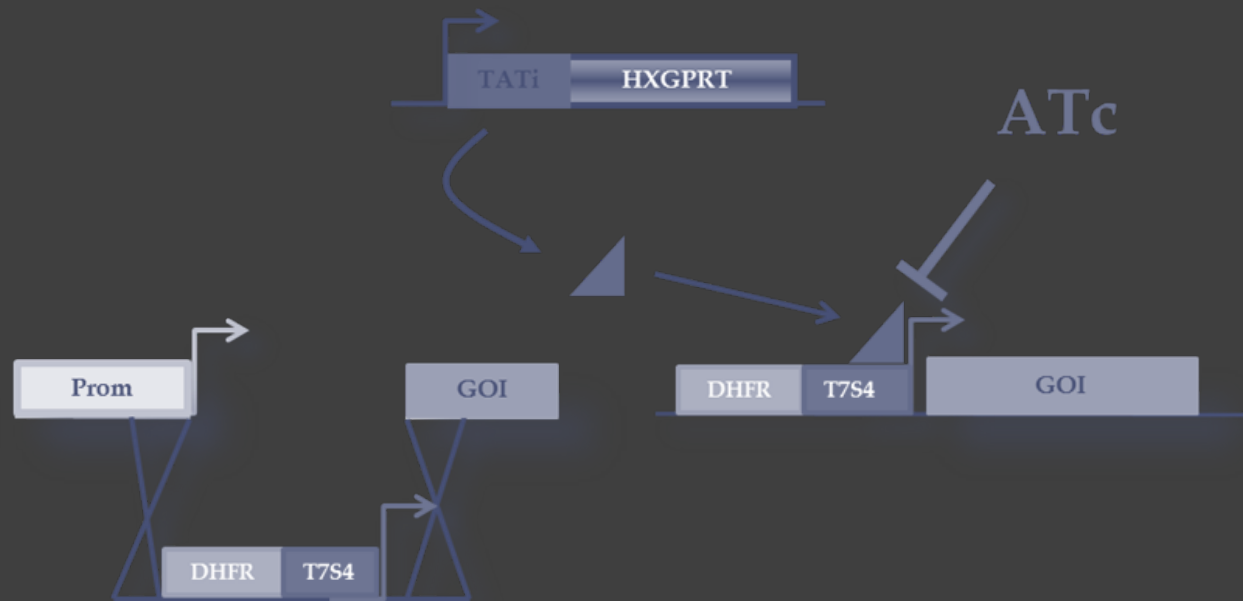 TATi
HXGPRT
ATc
Prom
GOI
DHFR
T7S4
GOI
DHFR
T7S4